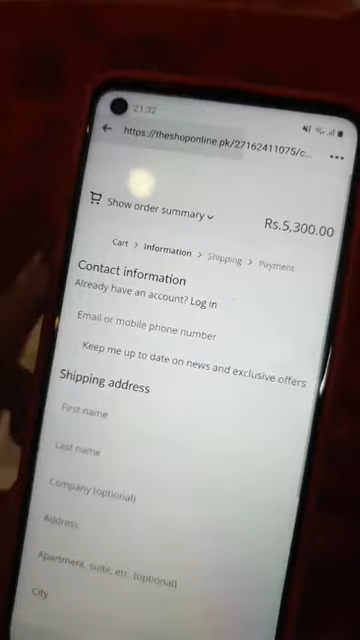 21:32
https://theshoponline.pk/27162411075/c...
Show order summary
Rs.5,300.00
Cart > Information > Shipping > Payment
Contact information
Already have an account? Log in
Email or mobile phone number
Keep me up to date on news and exclusive offers
Shipping address
First name
Last name
Company (optional)
Address
Apartment, suite, etc. (optional)
City